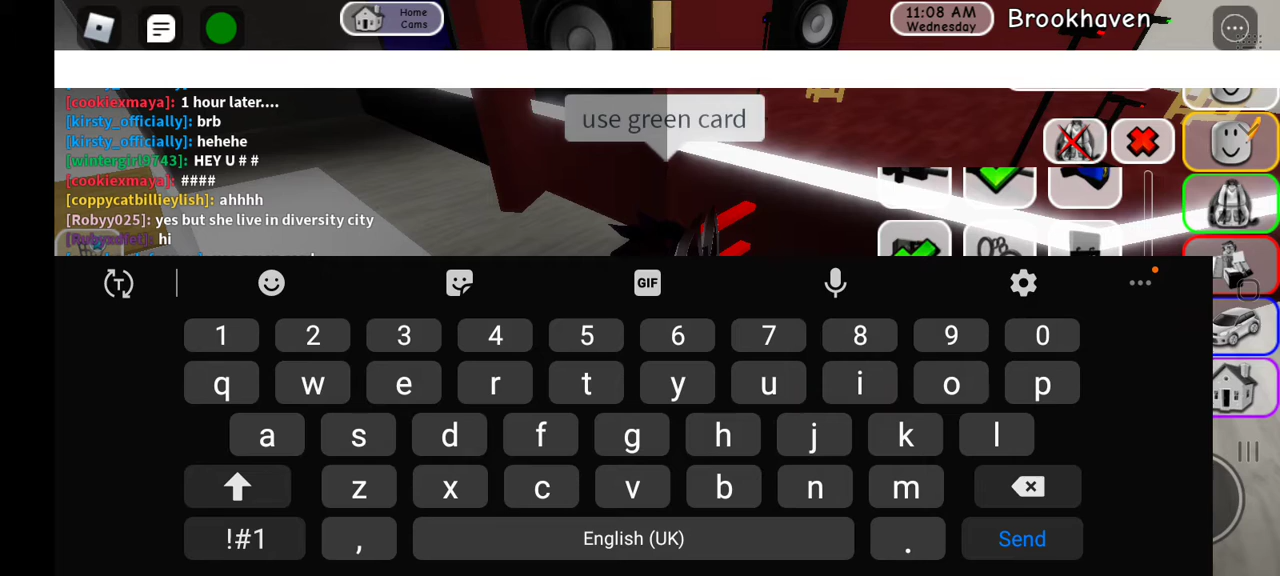 Home
Cams
11:08 AM
Wednesday
Brookhaven
[cookiexmaya]: 1 hour later....
[kirsty_officially]: brb
[kirsty_officially]: hehehe
[wintergirl9743]: HEY U # #
[cookiexmaya]: ####
[coppycatbillieylish]: ahhhh
[Robyy025]: yes but she live in diversity city
hi
use green card
T
GIF
1 2 3 4 5 6 7 8 9 0
q w e r t y u i o p
a s d f g h j k l
z x c v b n m
!#1 , English (UK) . Send